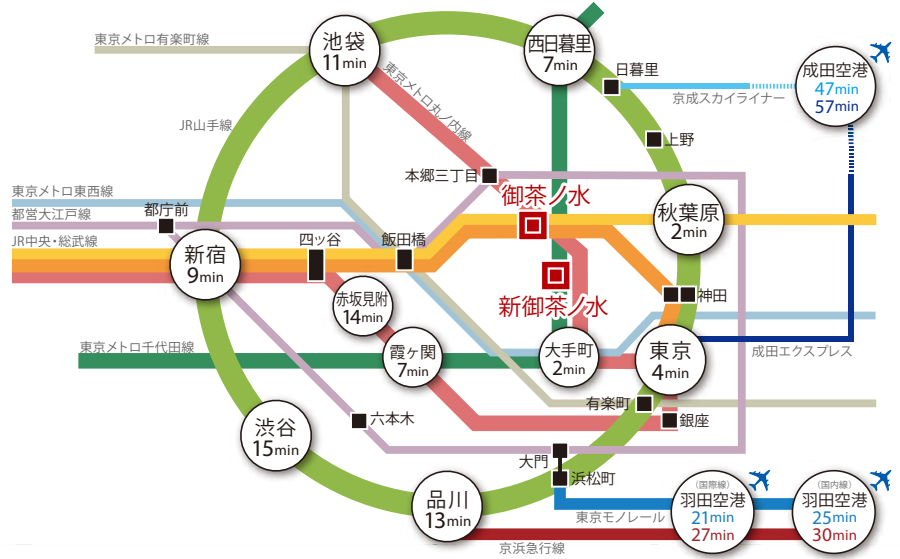 東京メトロ有楽町線
池袋
11min
西日暮里
7min
日暮里
成田空港
47min
57min
京成スカイライナー
東京メトロ丸ノ内線
JR山手線
上野
本郷三丁目
東京メトロ東西線
都営大江戸線
都庁前
御茶ノ水
秋葉原
2min
JR中央・総武線
新宿
9min
四ッ谷
飯田橋
新御茶ノ水
神田
赤坂見附
14min
東京メトロ千代田線
霞ヶ関
7min
大手町
2min
東京
4min
成田エクスプレス
有楽町
銀座
六本木
渋谷
15min
大門
浜松町
品川
13min
東京モノレール
京浜急行線
(国際線)
羽田空港
21min
27min
(国内線)
羽田空港
25min
30min